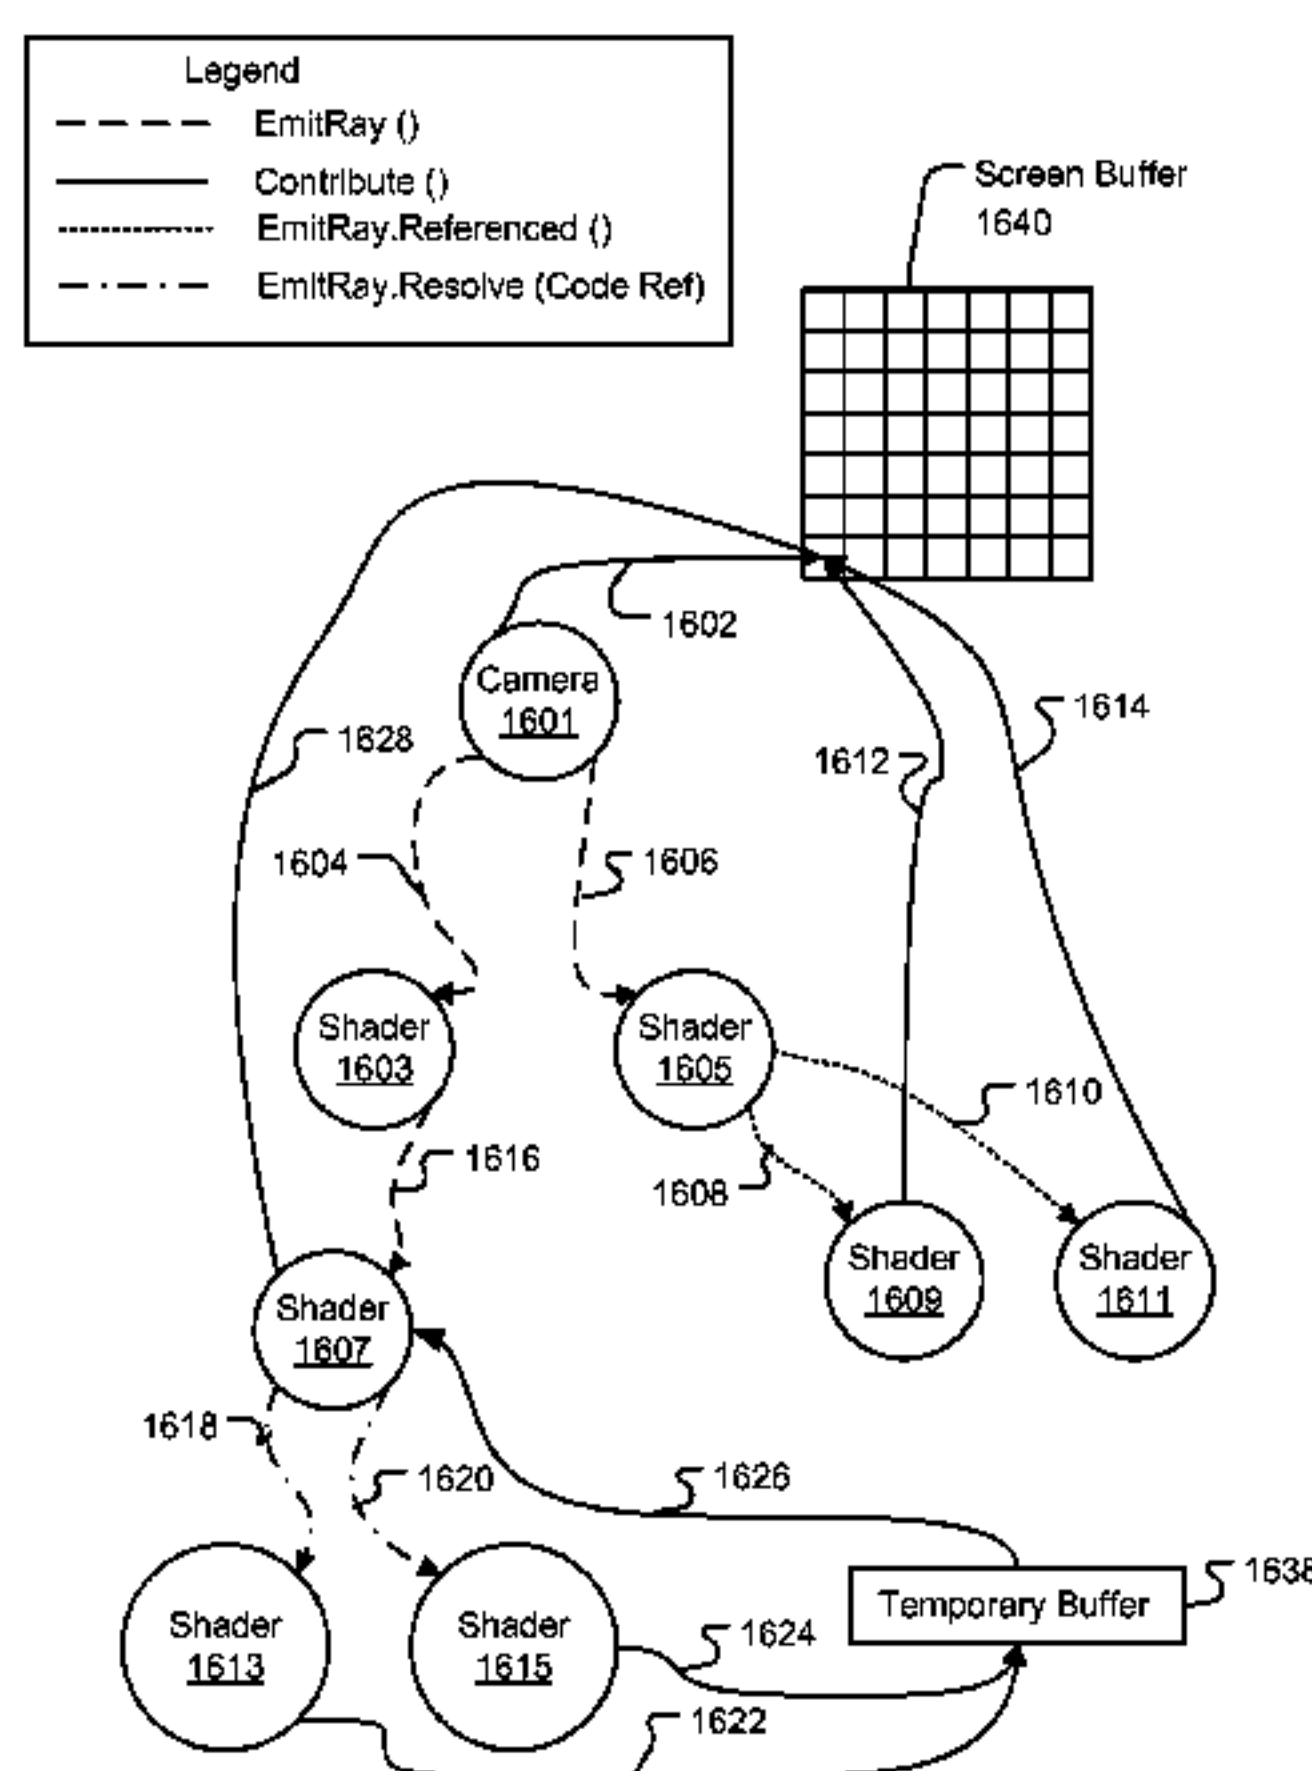 Legend
EmitRay ()
Contribute ()
EmitRay.Referenced ()
EmitRay.Resolve (Code Ref)
Screen Buffer
1640
1602
Camera
1601
1614
1628
1612
1604
1606
Shader
1603
Shader
1605
1610
1616
1608
Shader
1609
Shader
1611
Shader
1607
1618
1620
1626
1638
Temporary Buffer
Shader
1613
Shader
1615
1624
1622